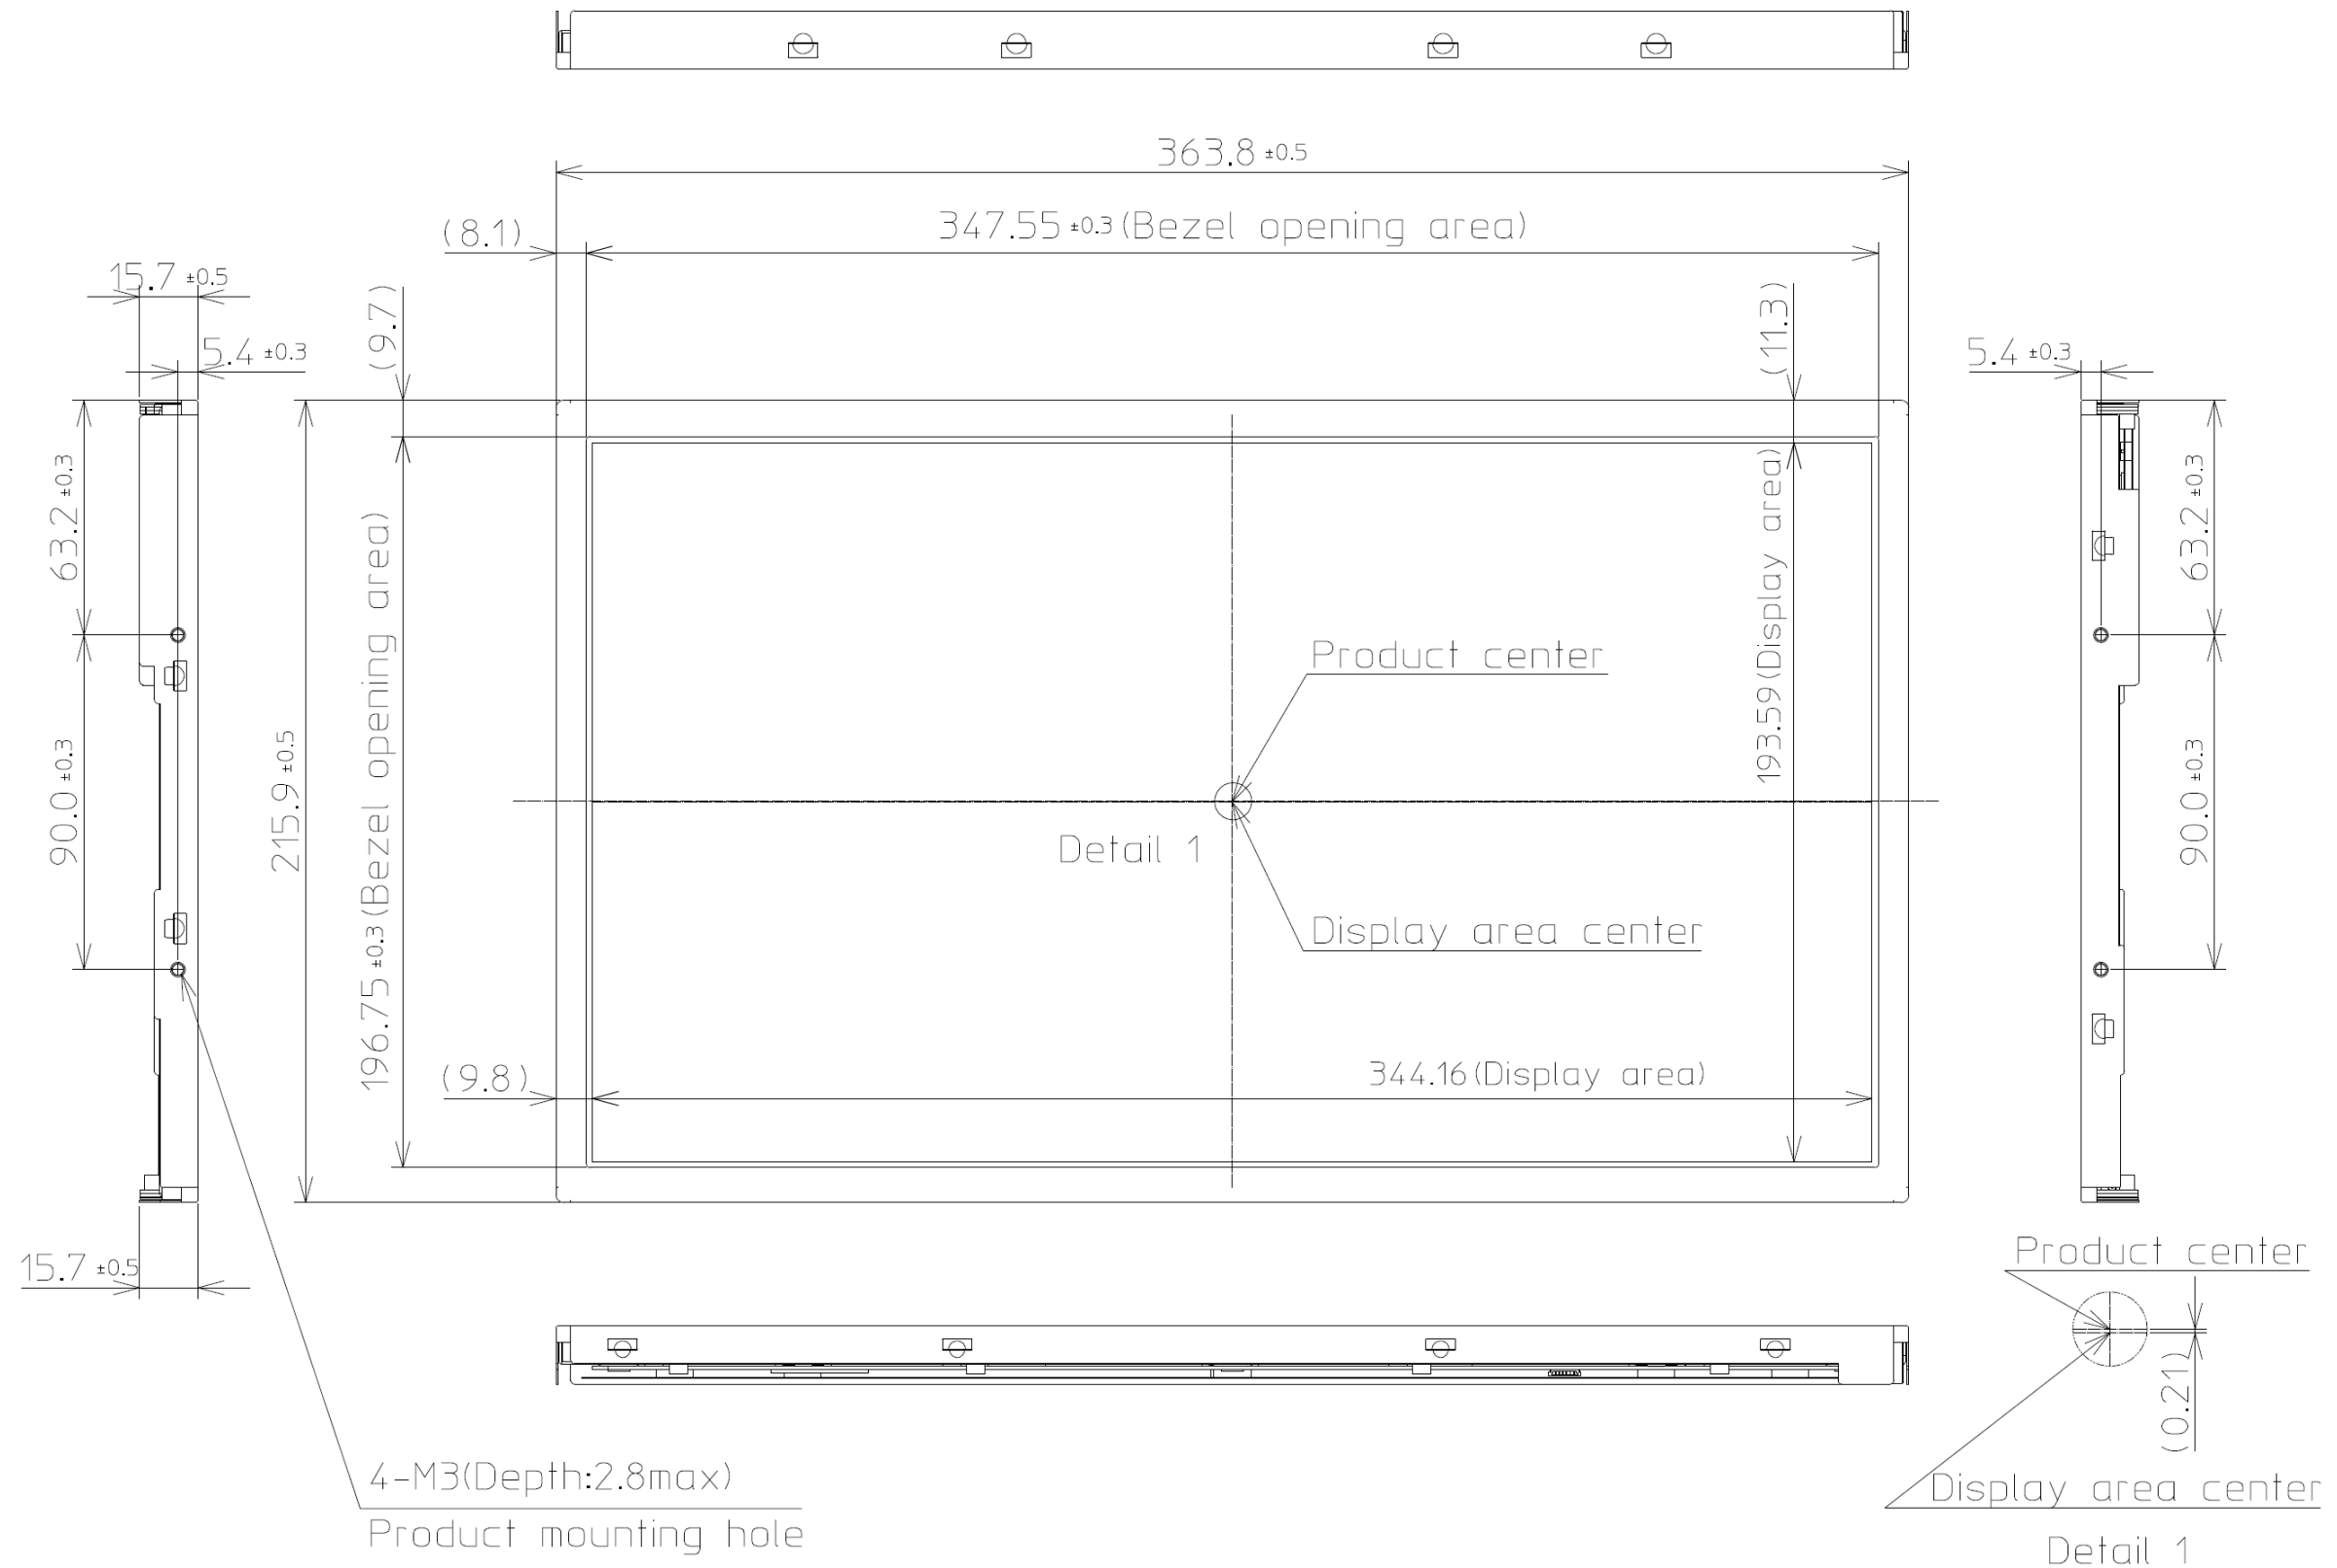 363.8 ±0.5
(8.1)
347.55 ±0.3 (Bezel opening area)
15.7 ±0.5
(9.7)
(11.3)
5.4 ±0.3
5.4 ±0.3
63.2 ±0.3
90.0 ±0.3
215.9 ±0.5
196.75 ±0.3 (Bezel opening area)
193.59 (Display area)
63.2 ±0.3
90.0 ±0.3
Product center
Detail 1
Display area center
(9.8)
344.16 (Display area)
15.7 ±0.5
Product center
(0.21)
Display area center
Detail 1
4-M3(Depth:2.8max)
Product mounting hole